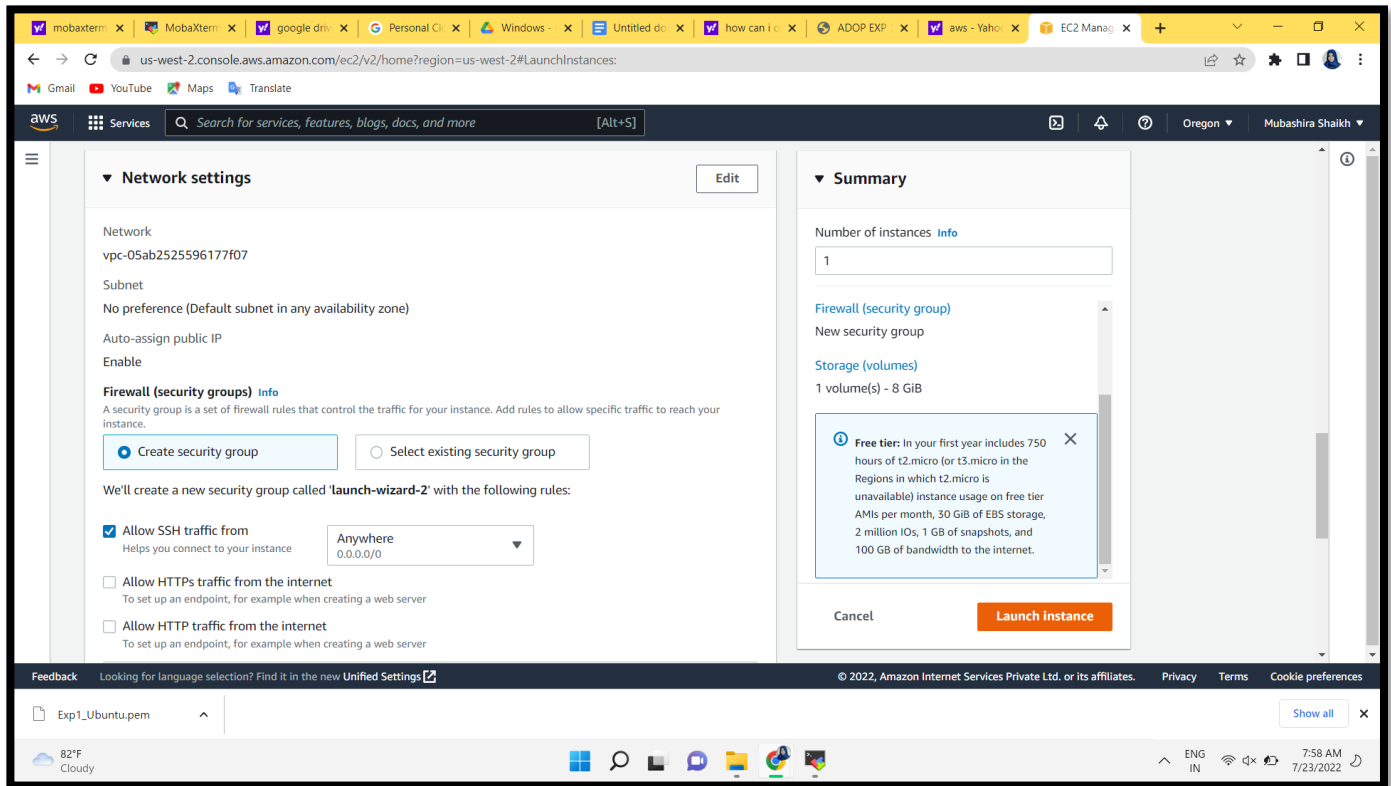 mobaxterm
MobaXterm
google driv
Personal Cl
Windows -
Untitled do
how can i c
ADOP EXP
aws - Yahoo
EC2 Manag
us-west-2.console.aws.amazon.com/ec2/v2/home?region=us-west-2#LaunchInstances:
Gmail
YouTube
Maps
Translate
aws
Services
Search for services, features, blogs, docs, and more
[Alt+S]
Oregon
Mubashira Shaikh
Network settings
Edit
Network
vpc-05ab2525596177f07
Subnet
No preference (Default subnet in any availability zone)
Auto-assign public IP
Enable
Firewall (security groups) Info
A security group is a set of firewall rules that control the traffic for your instance. Add rules to allow specific traffic to reach your
instance.
Create security group
Select existing security group
We'll create a new security group called 'launch-wizard-2' with the following rules:
Allow SSH traffic from
Helps you connect to your instance
Anywhere
0.0.0.0/0
Allow HTTPs traffic from the internet
To set up an endpoint, for example when creating a web server
Allow HTTP traffic from the internet
To set up an endpoint, for example when creating a web server
Summary
Number of instances Info
1
Firewall (security group)
New security group
Storage (volumes)
1 volume(s) - 8 GiB
Free tier: In your first year includes 750
hours of t2.micro (or t3.micro in the
Regions in which t2.micro is
unavailable) instance usage on free tier
AMIs per month, 30 GiB of EBS storage,
2 million IOs, 1 GB of snapshots, and
100 GB of bandwidth to the internet.
Cancel
Launch instance
Feedback
Looking for language selection? Find it in the new Unified Settings
© 2022, Amazon Internet Services Private Ltd. or its affiliates.
Privacy
Terms
Cookie preferences
Exp1_Ubuntu.pem
Show all
82°F
Cloudy
ENG
IN
7:58 AM
7/23/2022